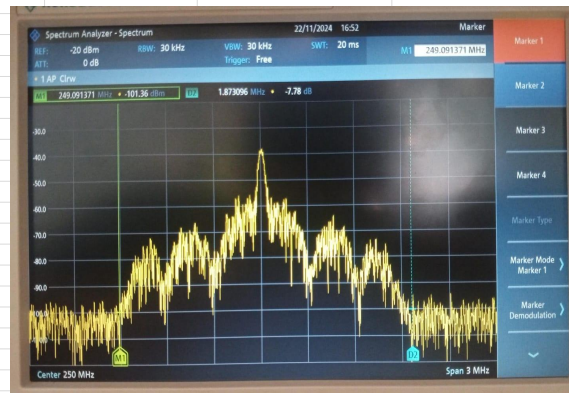 Spectrum Analyzer - Spectrum
22/11/2024 16:52
Marker
REF: -20 dBm RBW: 30 kHz VBW: 30 kHz SWT: 20 ms
M1 249.091371 MHz
ATT: 0 dB Trigger: Free
1 AP Clrw
M1 249.091371 MHz • -101.36 dBm D2 1.873096 MHz • -7.78 dB
-30.0
-40.0
-50.0
-60.0
-70.0
-80.0
-90.0
M1
D2
Center 250 MHz
Span 3 MHz
Marker 1
Marker 2
Marker 3
Marker 4
Marker Type
Marker Mode
Marker 1
Marker
Demodulation